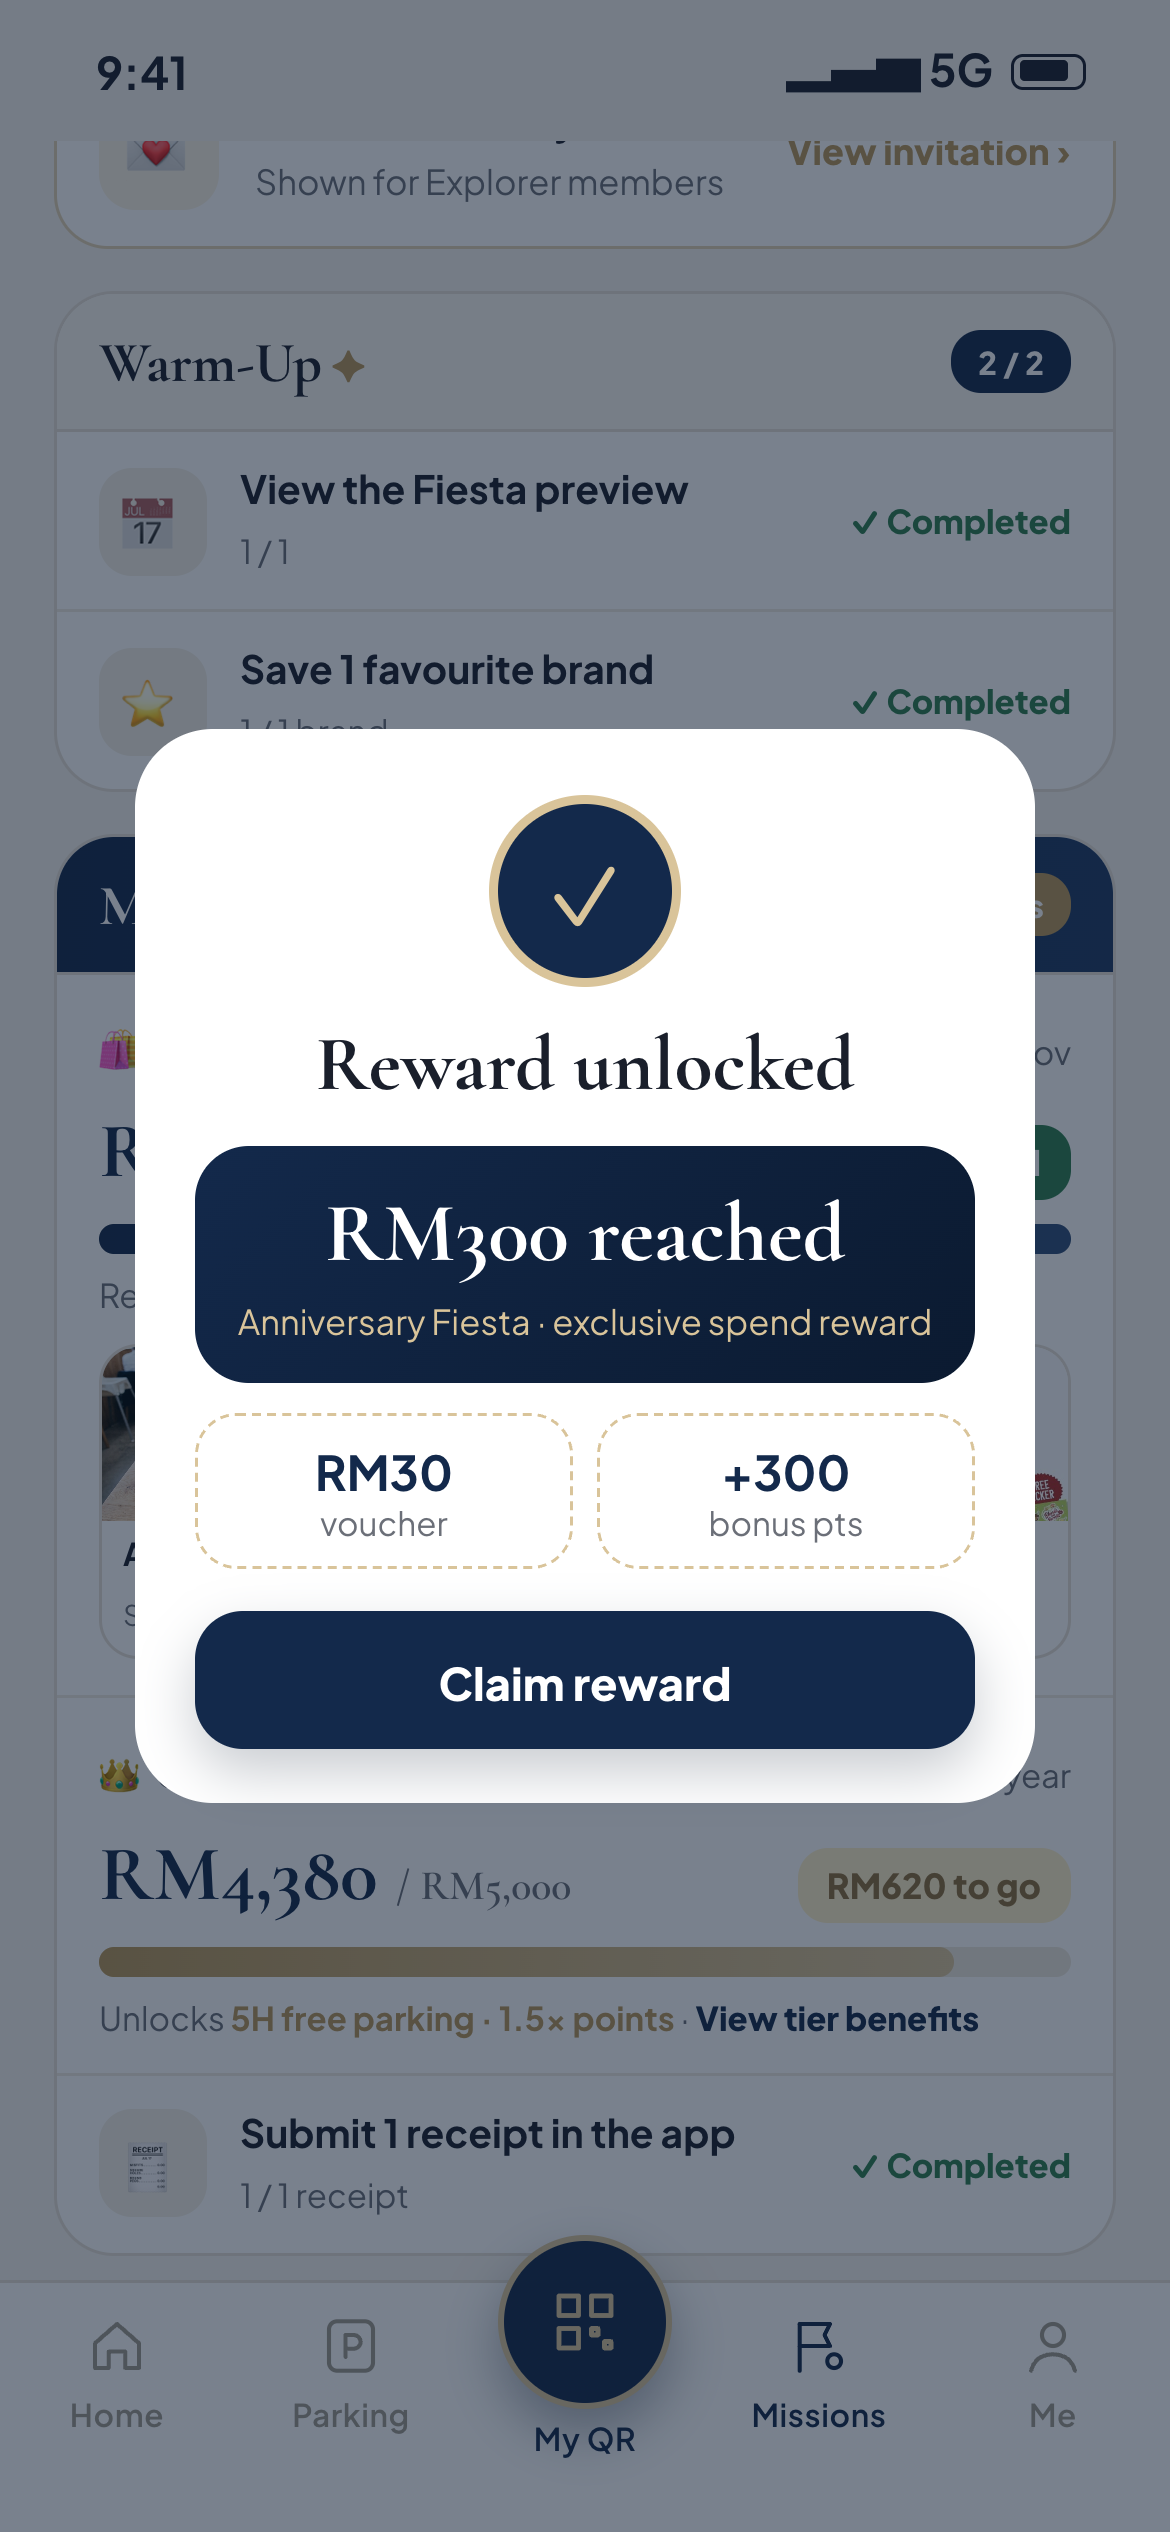 9:41
5G
View invitation ›
Shown for Explorer members
Warm-Up
2 / 2
JUL
17
View the Fiesta preview
1 / 1
✓ Completed
Save 1 favourite brand
1 / 1 brand
✓ Completed
Reward unlocked
RM300 reached
Anniversary Fiesta · exclusive spend reward
RM30
voucher
+300
bonus pts
Claim reward
year
RM4,380 / RM5,000
RM620 to go
Unlocks 5H free parking · 1.5× points · View tier benefits
RECEIPT
Submit 1 receipt in the app
1 / 1 receipt
✓ Completed
Home
P
Parking
My QR
Missions
Me